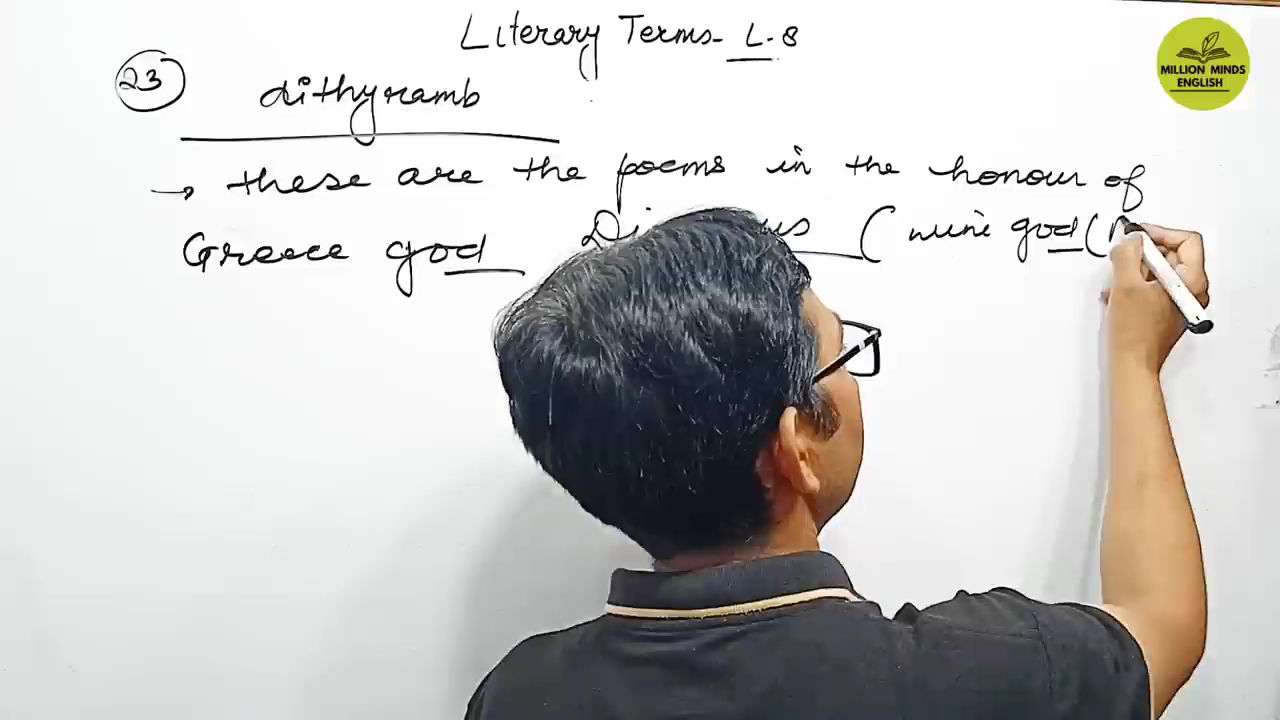 Literary Terms - L-8
MILLION MINDS
ENGLISH
23 dithyramb
→ these are the poems in the honour of
Greece god ( wine god (